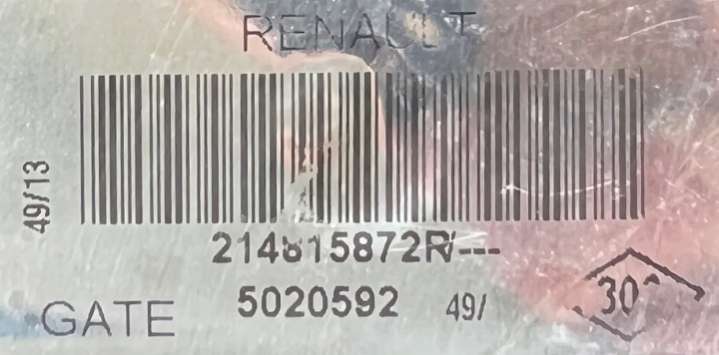 RENAULT
49/13
214815872R/---
GATE 5020592 49/ 30